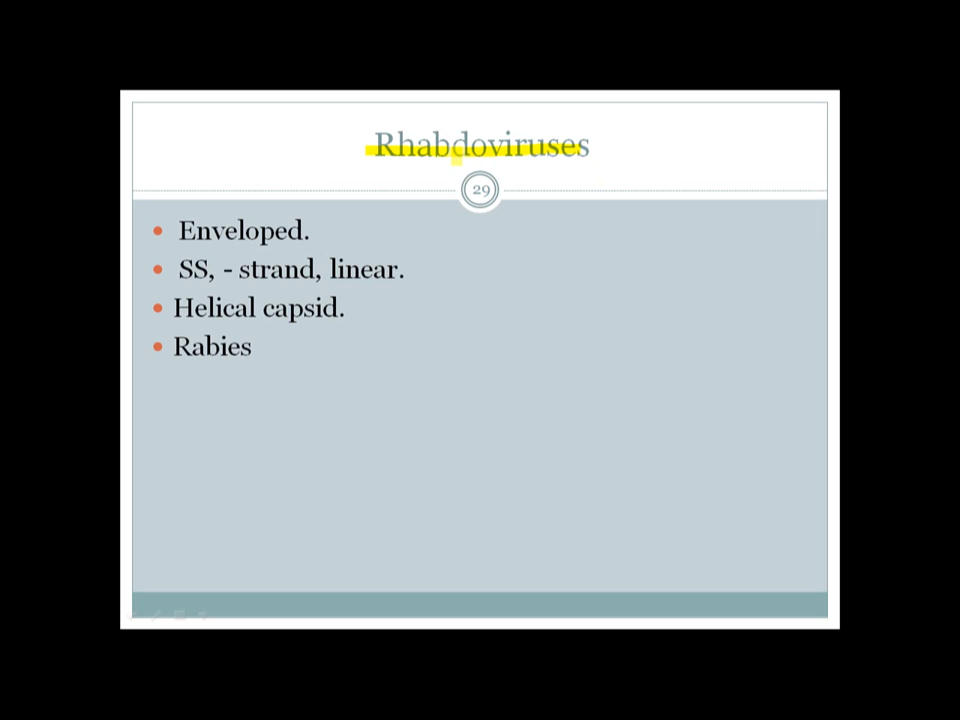 Rhabdoviruses
29
• Enveloped.
• SS, - strand, linear.
• Helical capsid.
• Rabies